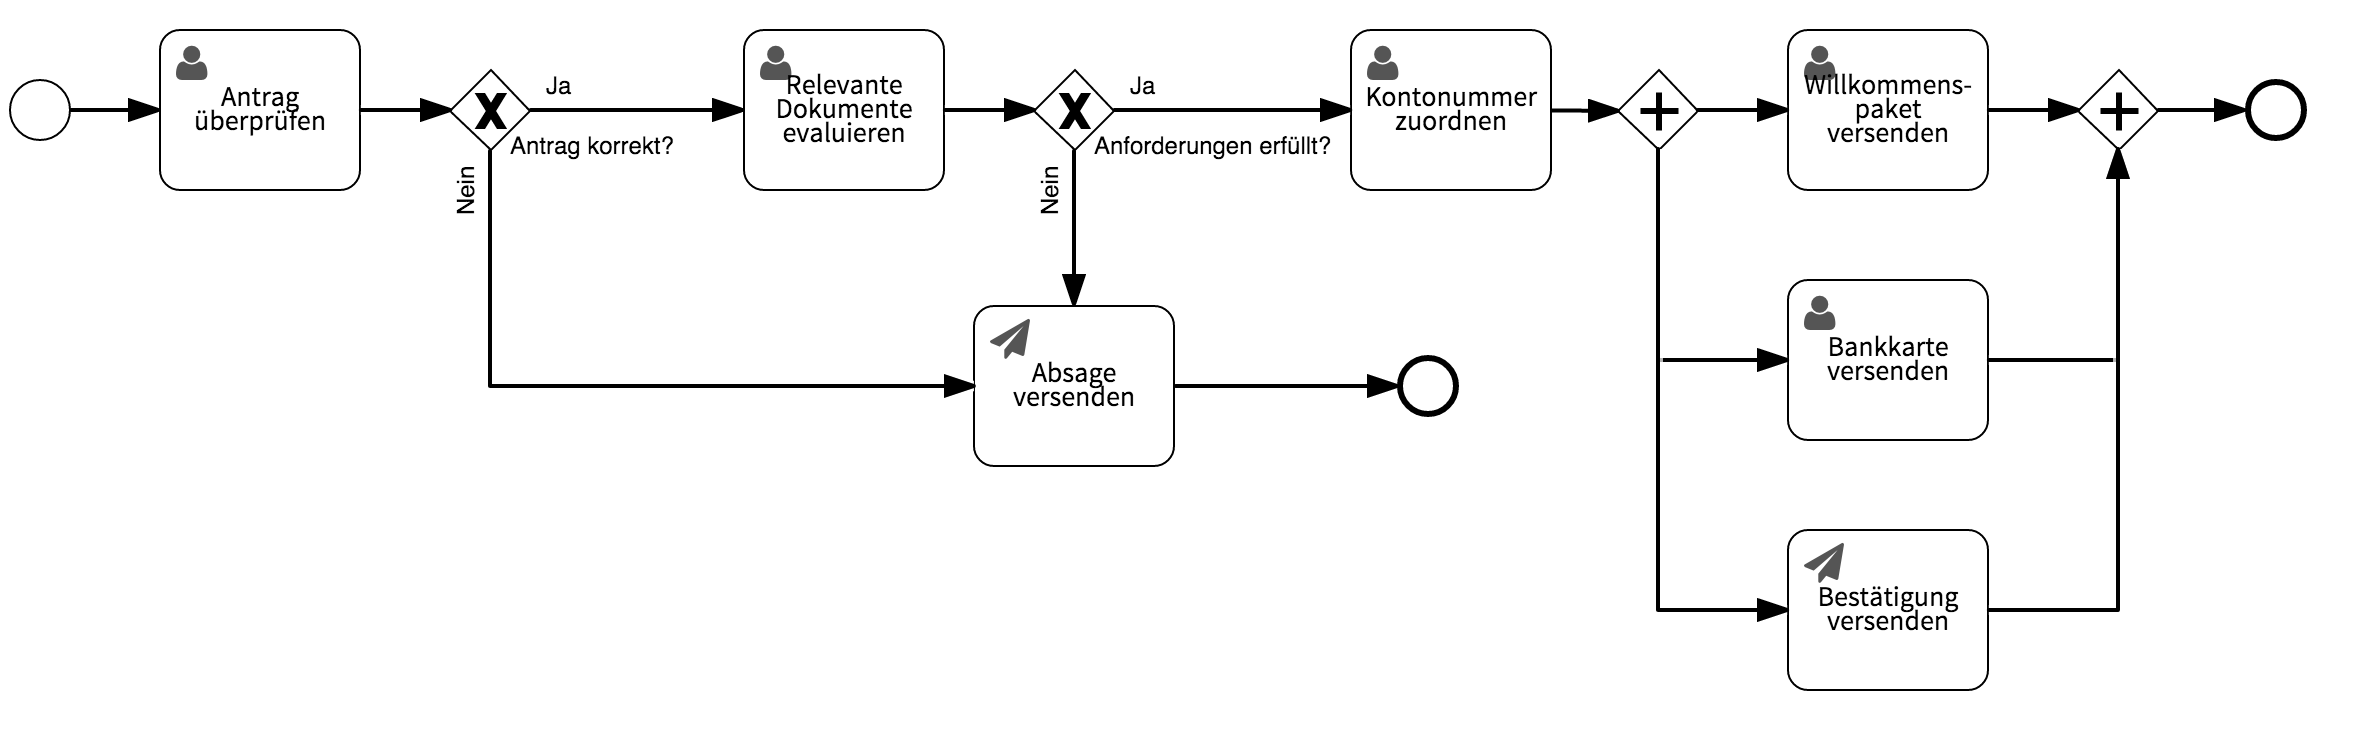 Antrag
überprüfen
Ja
Antrag korrekt?
Nein
Relevante
Dokumente
evaluieren
Ja
Anforderungen erfüllt?
Nein
Kontonummer
zuordnen
Willkommens-
paket
versenden
Absage
versenden
Bankkarte
versenden
Bestätigung
versenden